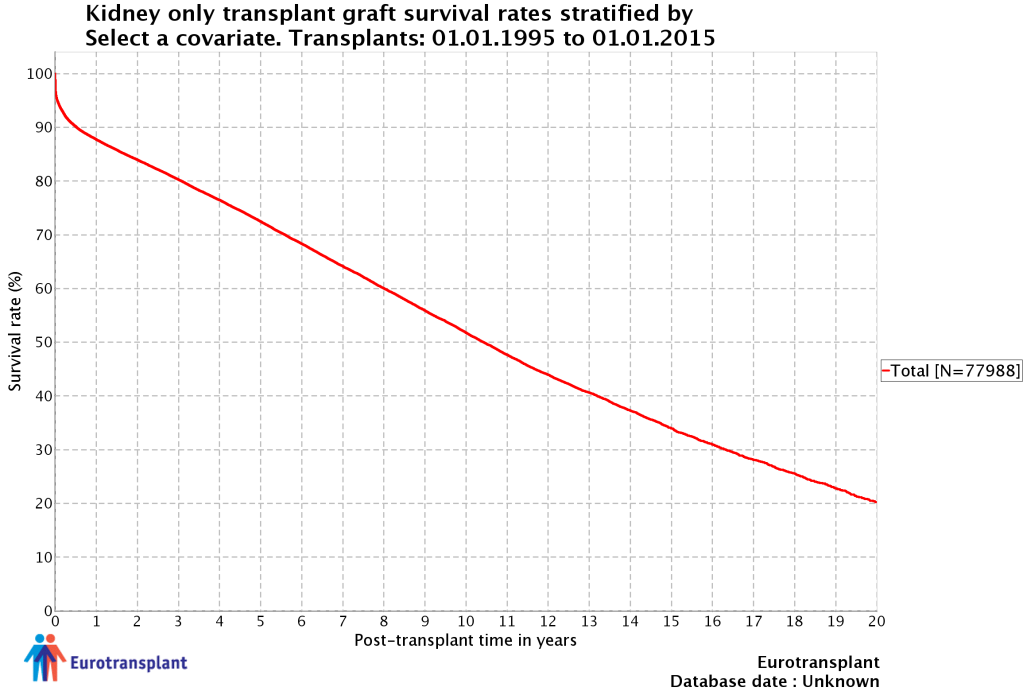 Kidney only transplant graft survival rates stratified by
Select a covariate. Transplants: 01.01.1995 to 01.01.2015
100
90
80
70
60
50
40
30
20
10
0
Survival rate (%)
0 1 2 3 4 5 6 7 8 9 10 11 12 13 14 15 16 17 18 19 20
Post-transplant time in years
Total [N=77988]
Eurotransplant
Eurotransplant
Database date : Unknown